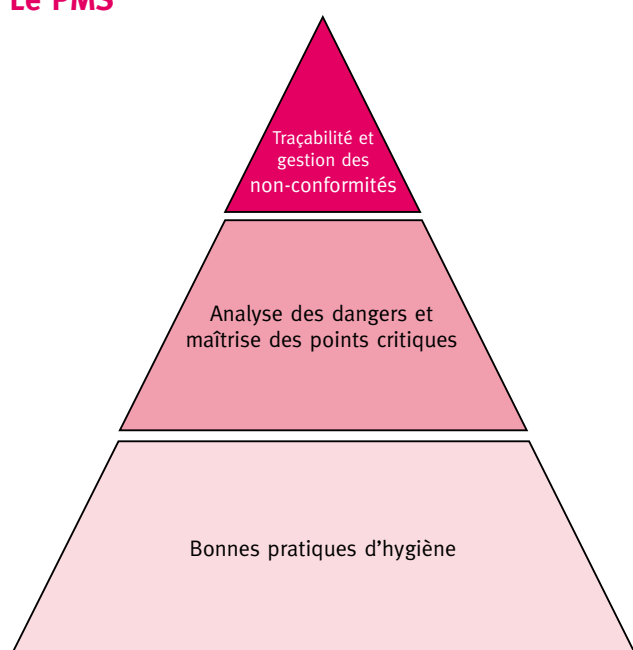 Le PMS
Traçabilité et
gestion des
non-conformités
Analyse des dangers et
maîtrise des points critiques
Bonnes pratiques d'hygiène